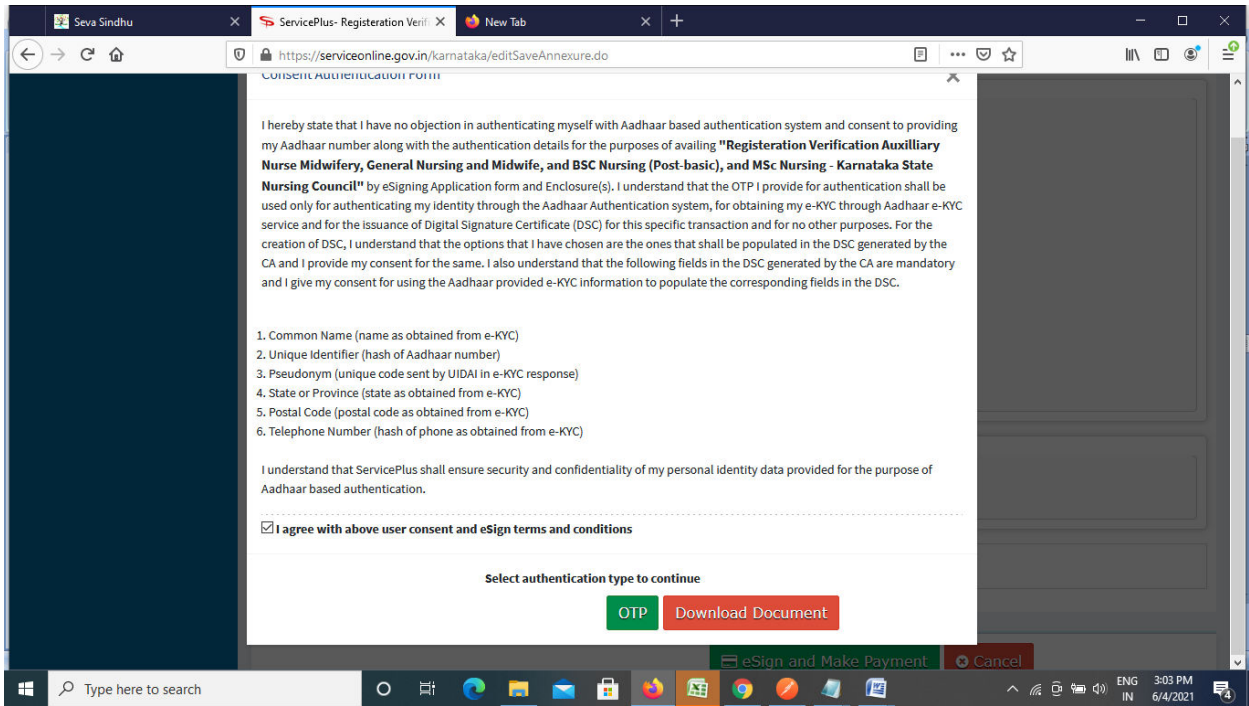 Seva Sindhu
ServicePlus- Registeration Verifi
New Tab
https://serviceonline.gov.in/karnataka/editSaveAnnexure.do
Consent Authentication Form
I hereby state that I have no objection in authenticating myself with Aadhaar based authentication system and consent to providing
my Aadhaar number along with the authentication details for the purposes of availing "Registeration Verification Auxilliary
Nurse Midwifery, General Nursing and Midwife, and BSC Nursing (Post-basic), and MSc Nursing - Karnataka State
Nursing Council" by eSigning Application form and Enclosure(s). I understand that the OTP I provide for authentication shall be
used only for authenticating my identity through the Aadhaar Authentication system, for obtaining my e-KYC through Aadhaar e-KYC
service and for the issuance of Digital Signature Certificate (DSC) for this specific transaction and for no other purposes. For the
creation of DSC, I understand that the options that I have chosen are the ones that shall be populated in the DSC generated by the
CA and I provide my consent for the same. I also understand that the following fields in the DSC generated by the CA are mandatory
and I give my consent for using the Aadhaar provided e-KYC information to populate the corresponding fields in the DSC.
1. Common Name (name as obtained from e-KYC)
2. Unique Identifier (hash of Aadhaar number)
3. Pseudonym (unique code sent by UIDAI in e-KYC response)
4. State or Province (state as obtained from e-KYC)
5. Postal Code (postal code as obtained from e-KYC)
6. Telephone Number (hash of phone as obtained from e-KYC)
I understand that ServicePlus shall ensure security and confidentiality of my personal identity data provided for the purpose of
Aadhaar based authentication.
I agree with above user consent and eSign terms and conditions
Select authentication type to continue
OTP
Download Document
eSign and Make Payment
Cancel
Type here to search
ENG
IN
3:03 PM
6/4/2021
4